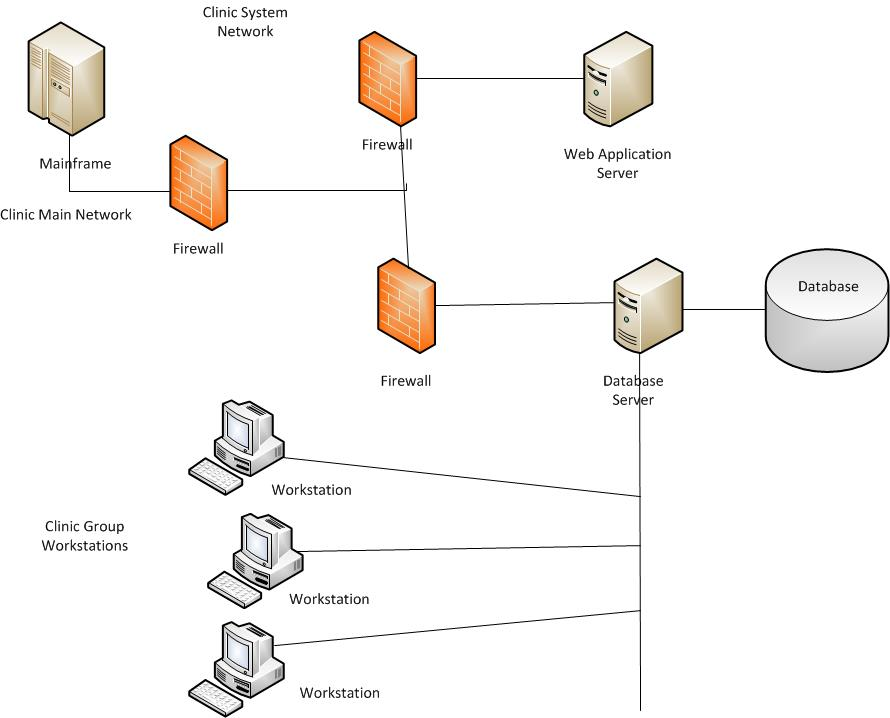 Clinic System
Network
Firewall
Mainframe
Web Application
Server
Clinic Main Network
Firewall
Database
Firewall
Database
Server
Workstation
Clinic Group
Workstations
Workstation
Workstation